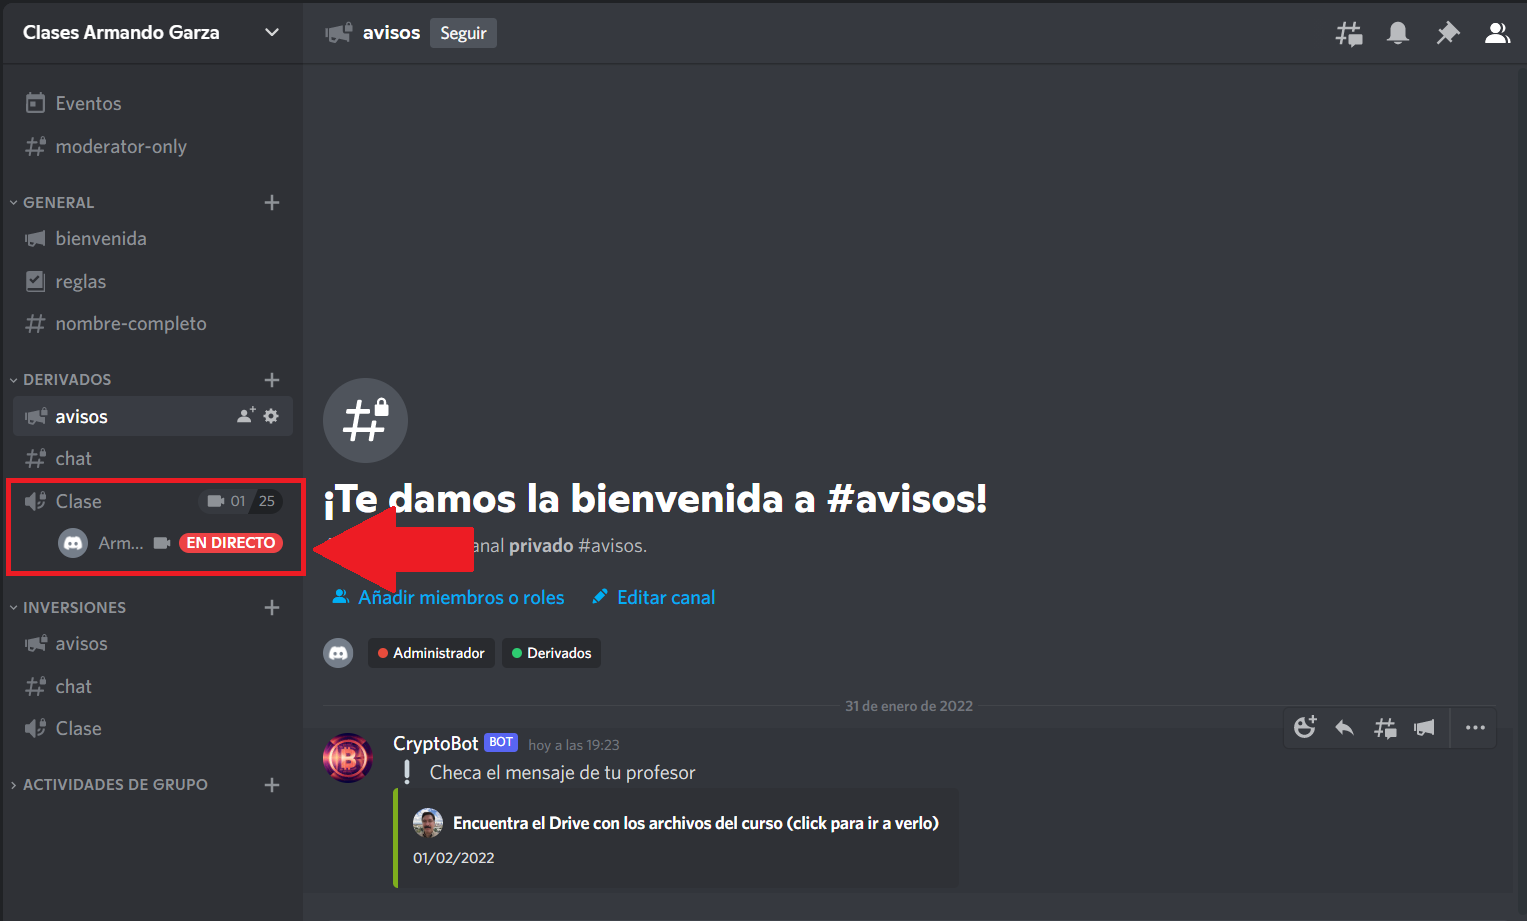 Clases Armando Garza
avisos
Seguir
Eventos
moderator-only
GENERAL
bienvenida
reglas
nombre-completo
DERIVADOS
avisos
chat
Clase
01
25
Arm...
EN DIRECTO
INVERSIONES
avisos
chat
Clase
ACTIVIDADES DE GRUPO
¡Te damos la bienvenida a #avisos!
privado #avisos.
Añadir miembros o roles
Editar canal
Administrador
Derivados
31 de enero de 2022
CryptoBot BOT hoy a las 19:23
❕ Checa el mensaje de tu profesor
Encuentra el Drive con los archivos del curso (click para ir a verlo)
01/02/2022